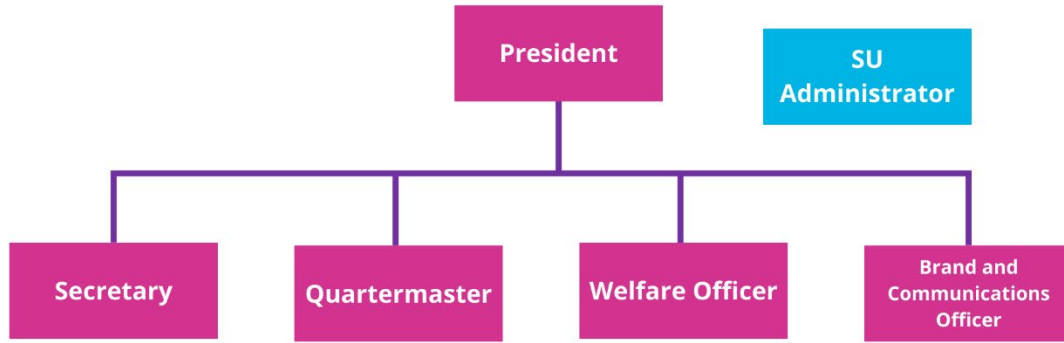 President
SU
Administrator
Secretary
Quartermaster
Welfare Officer
Brand and
Communications
Officer